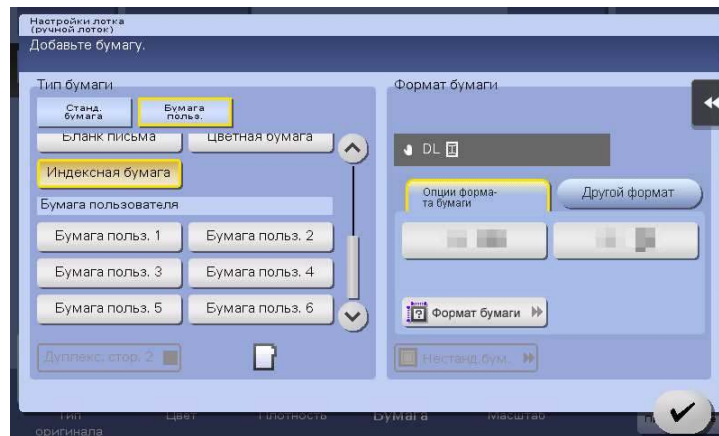 Настройки лотка
(ручной лоток)
Добавьте бумагу.
Тип бумаги
Станд.
бумага
Бумага
польз.
Бланк письма
Цветная бумага
Индексная бумага
Бумага пользователя
Бумага польз. 1
Бумага польз. 2
Бумага польз. 3
Бумага польз. 4
Бумага польз. 5
Бумага польз. 6
Дуплекс, стор. 2
Формат бумаги
DL
Опции форма-
та бумаги
Другой формат
Формат бумаги
Нестанд.бум.
Тип
оригинала
Цвет
Плотность
Бумага
Масштаб